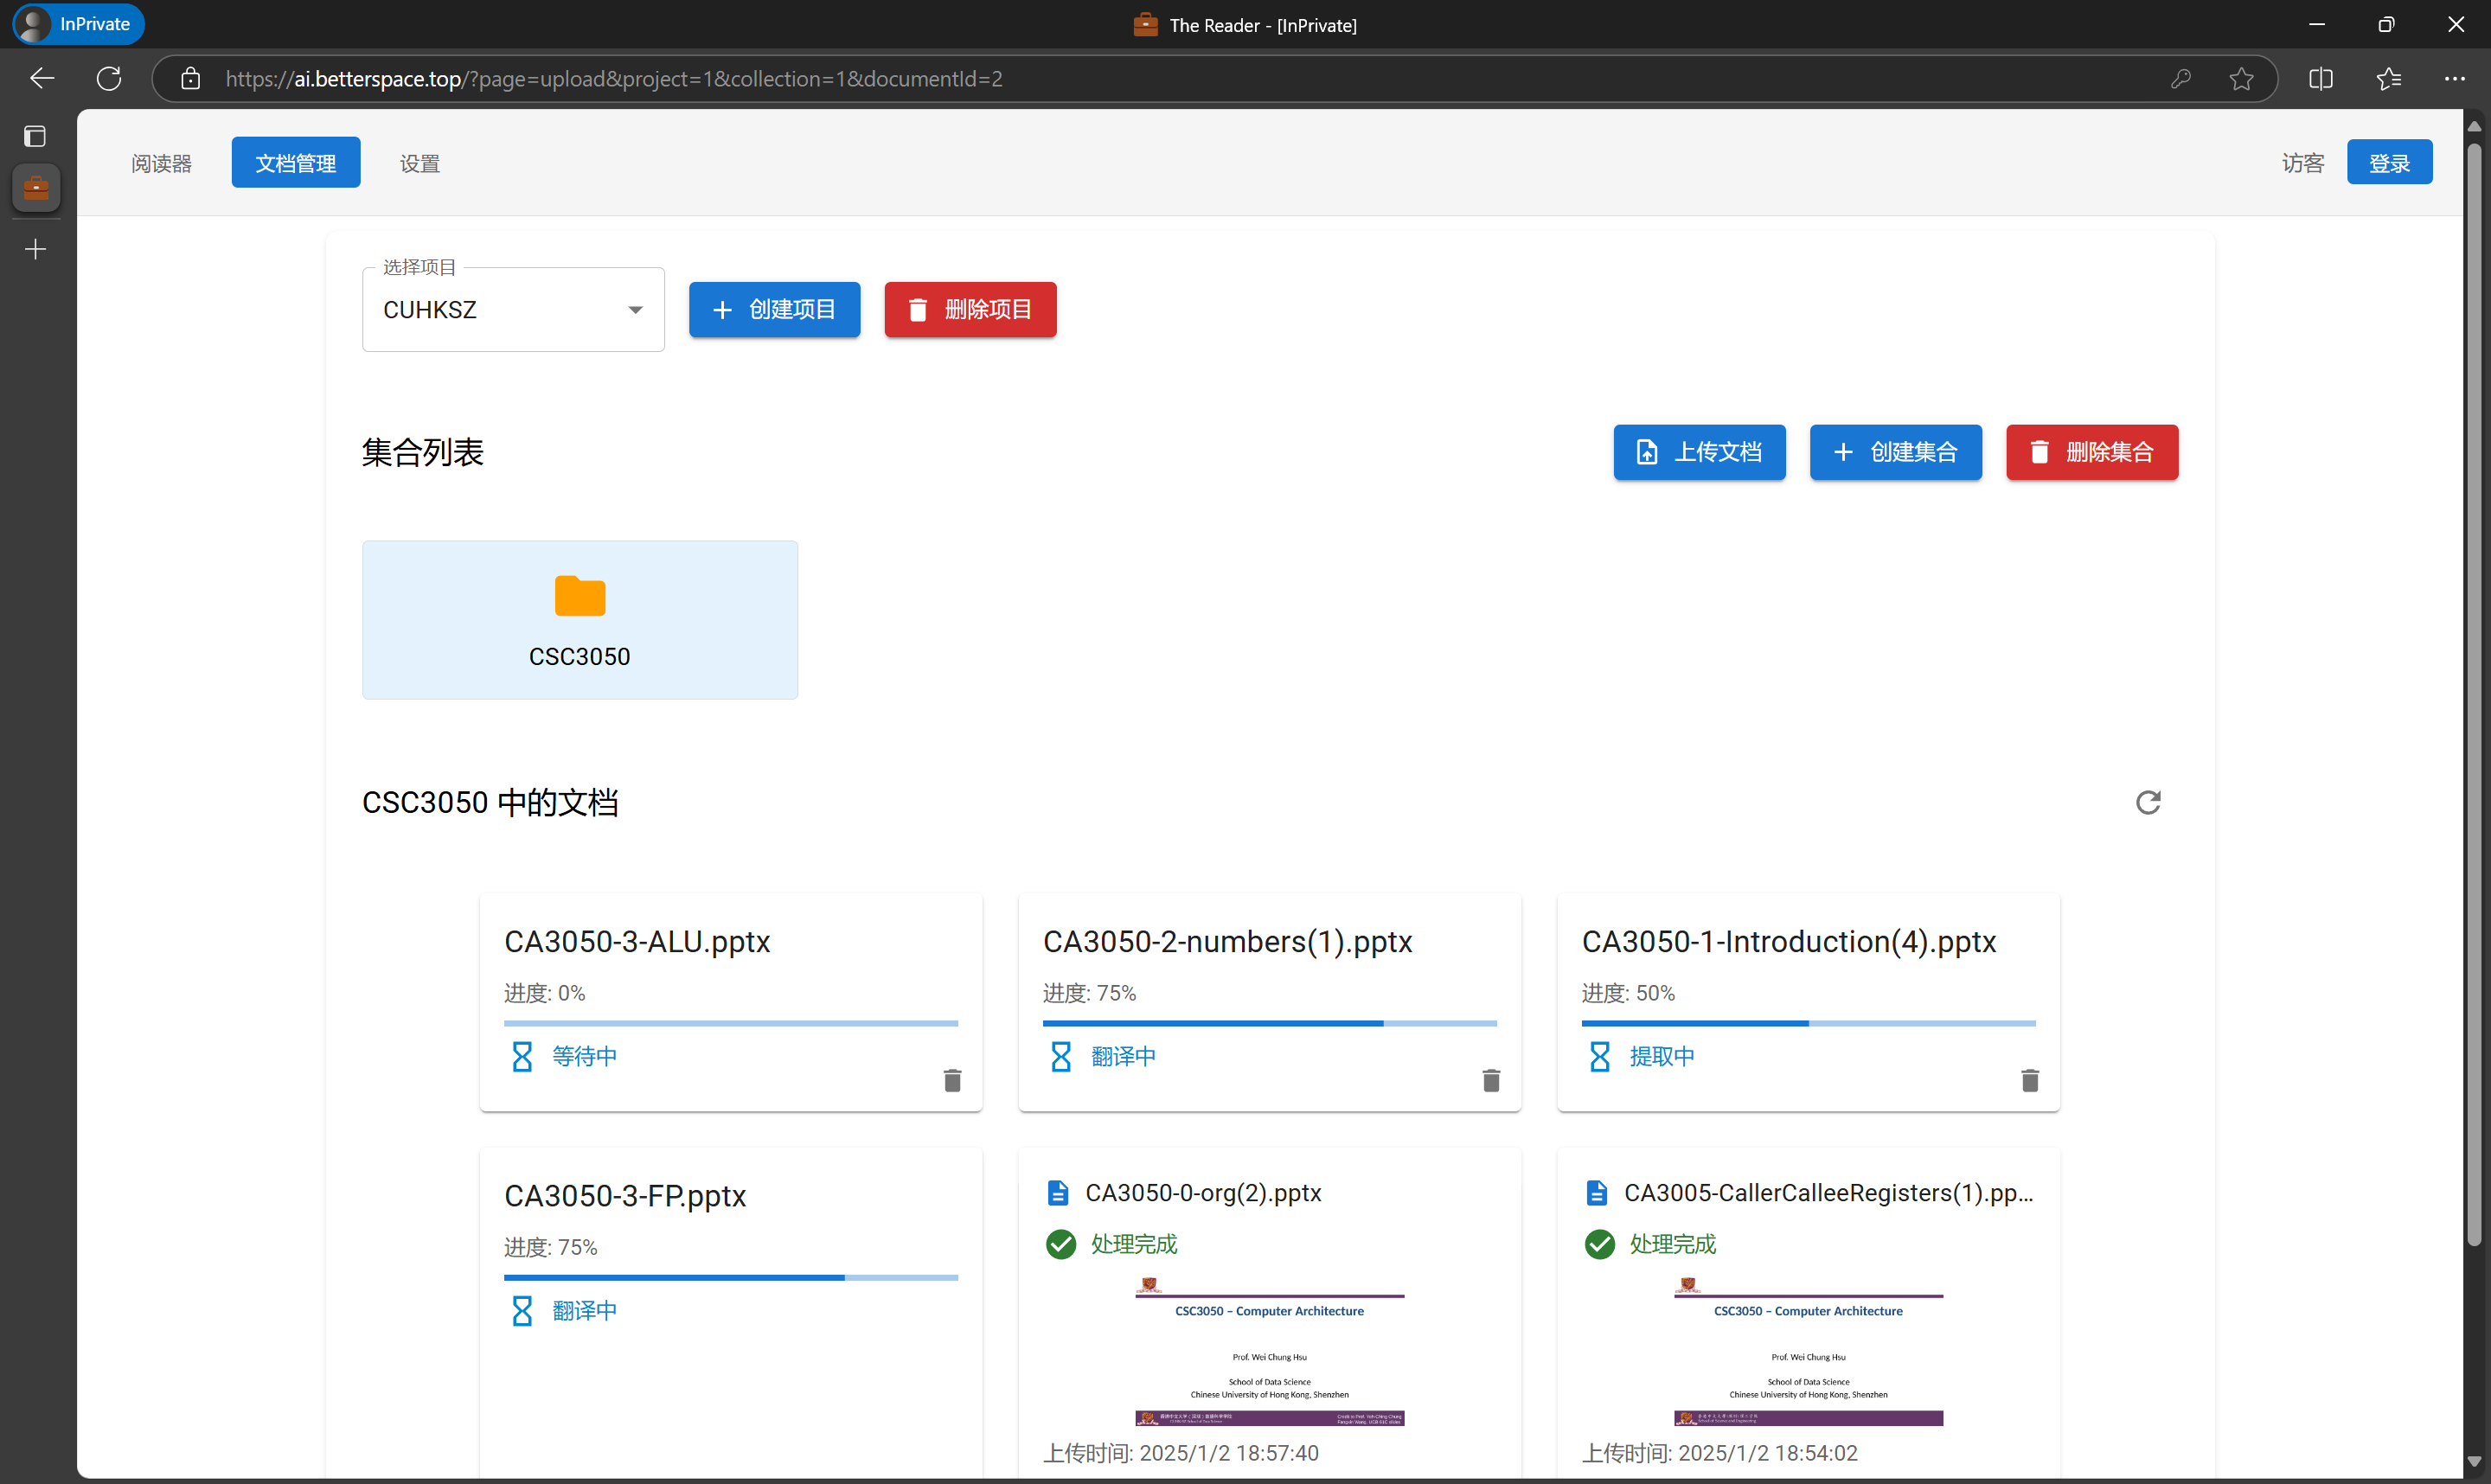 InPrivate
The Reader - [InPrivate]
https://ai.betterspace.top/?page=upload&project=1&collection=1&documentId=2
阅读器
文档管理
设置
访客
登录
选择项目
CUHKSZ
创建项目
删除项目
集合列表
上传文档
创建集合
删除集合
CSC3050
CSC3050 中的文档
CA3050-3-ALU.pptx
进度: 0%
等待中
CA3050-2-numbers(1).pptx
进度: 75%
翻译中
CA3050-1-Introduction(4).pptx
进度: 50%
提取中
CA3050-3-FP.pptx
进度: 75%
翻译中
CA3050-0-org(2).pptx
处理完成
CSC3050 – Computer Architecture
Prof. Wei Chung Hsu
School of Data Science
Chinese University of Hong Kong, Shenzhen
上传时间: 2025/1/2 18:57:40
CA3005-CallerCalleeRegisters(1).pp...
处理完成
CSC3050 – Computer Architecture
Prof. Wei Chung Hsu
School of Data Science
Chinese University of Hong Kong, Shenzhen
上传时间: 2025/1/2 18:54:02